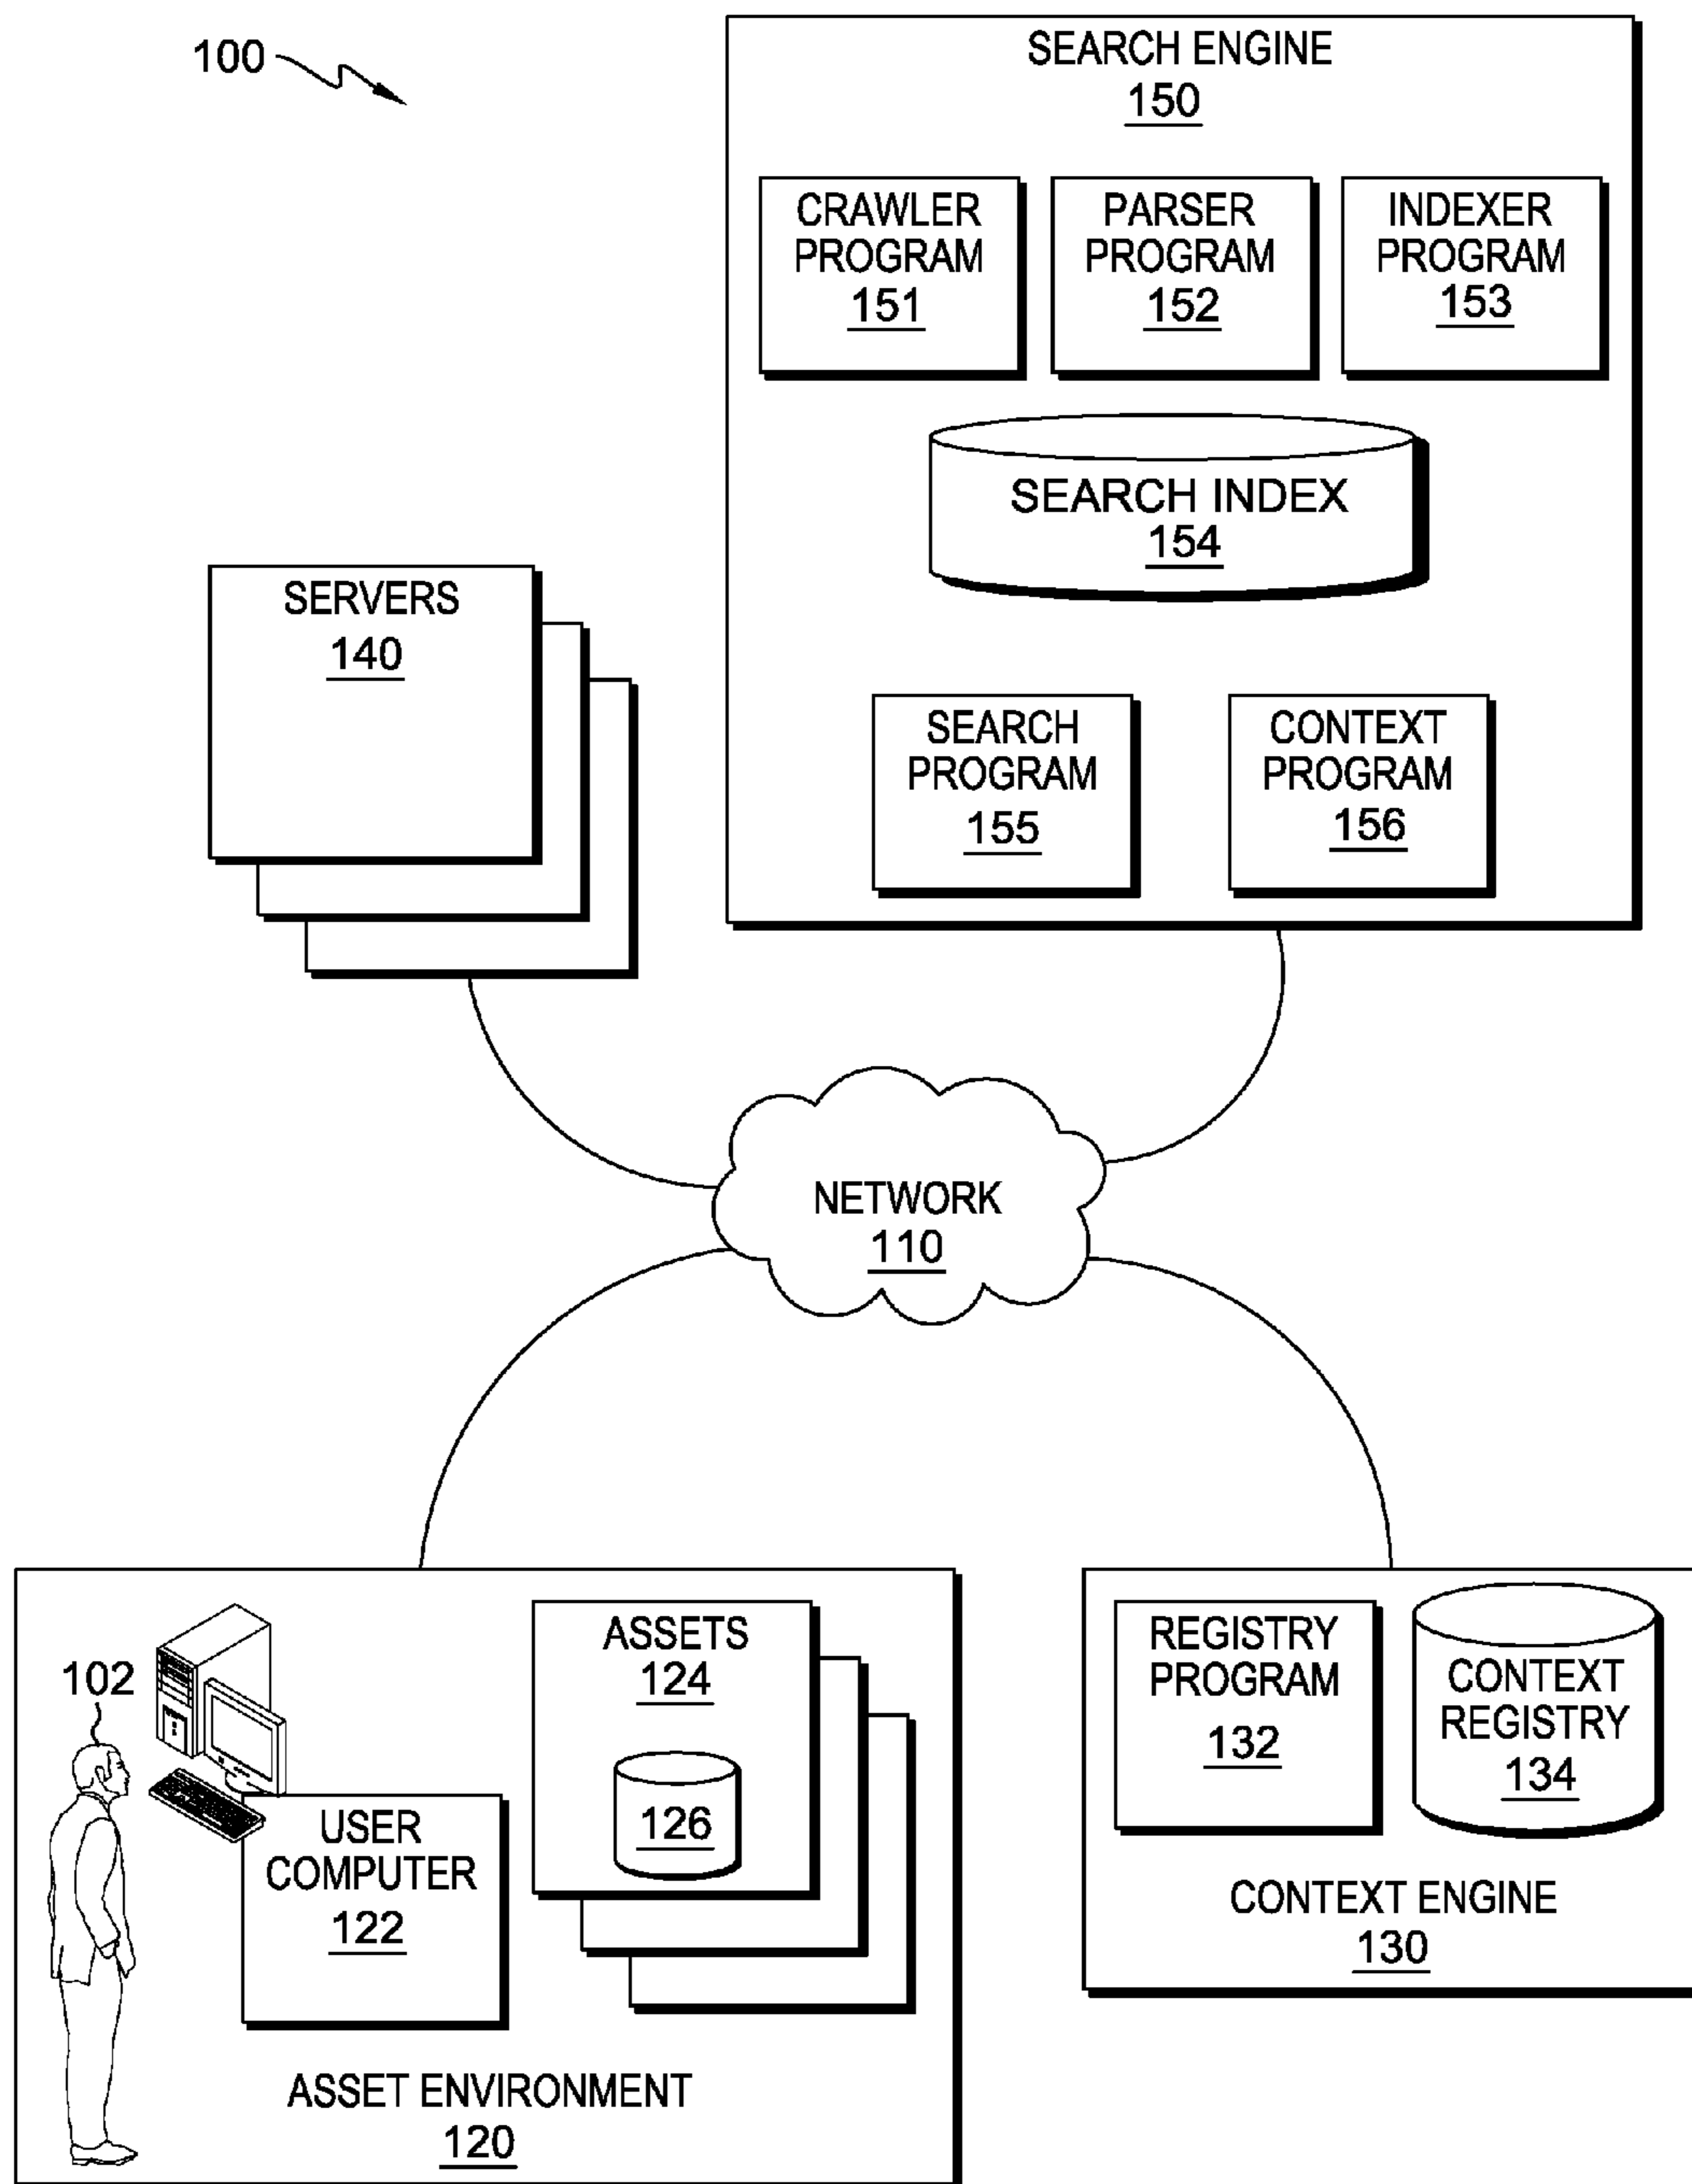 100
SEARCH ENGINE
150
CRAWLER
PROGRAM
151
PARSER
PROGRAM
152
INDEXER
PROGRAM
153
SEARCH INDEX
154
SERVERS
140
SEARCH
PROGRAM
155
CONTEXT
PROGRAM
156
NETWORK
110
102
USER
COMPUTER
122
ASSETS
124
126
ASSET ENVIRONMENT
120
REGISTRY
PROGRAM
132
CONTEXT
REGISTRY
134
CONTEXT ENGINE
130